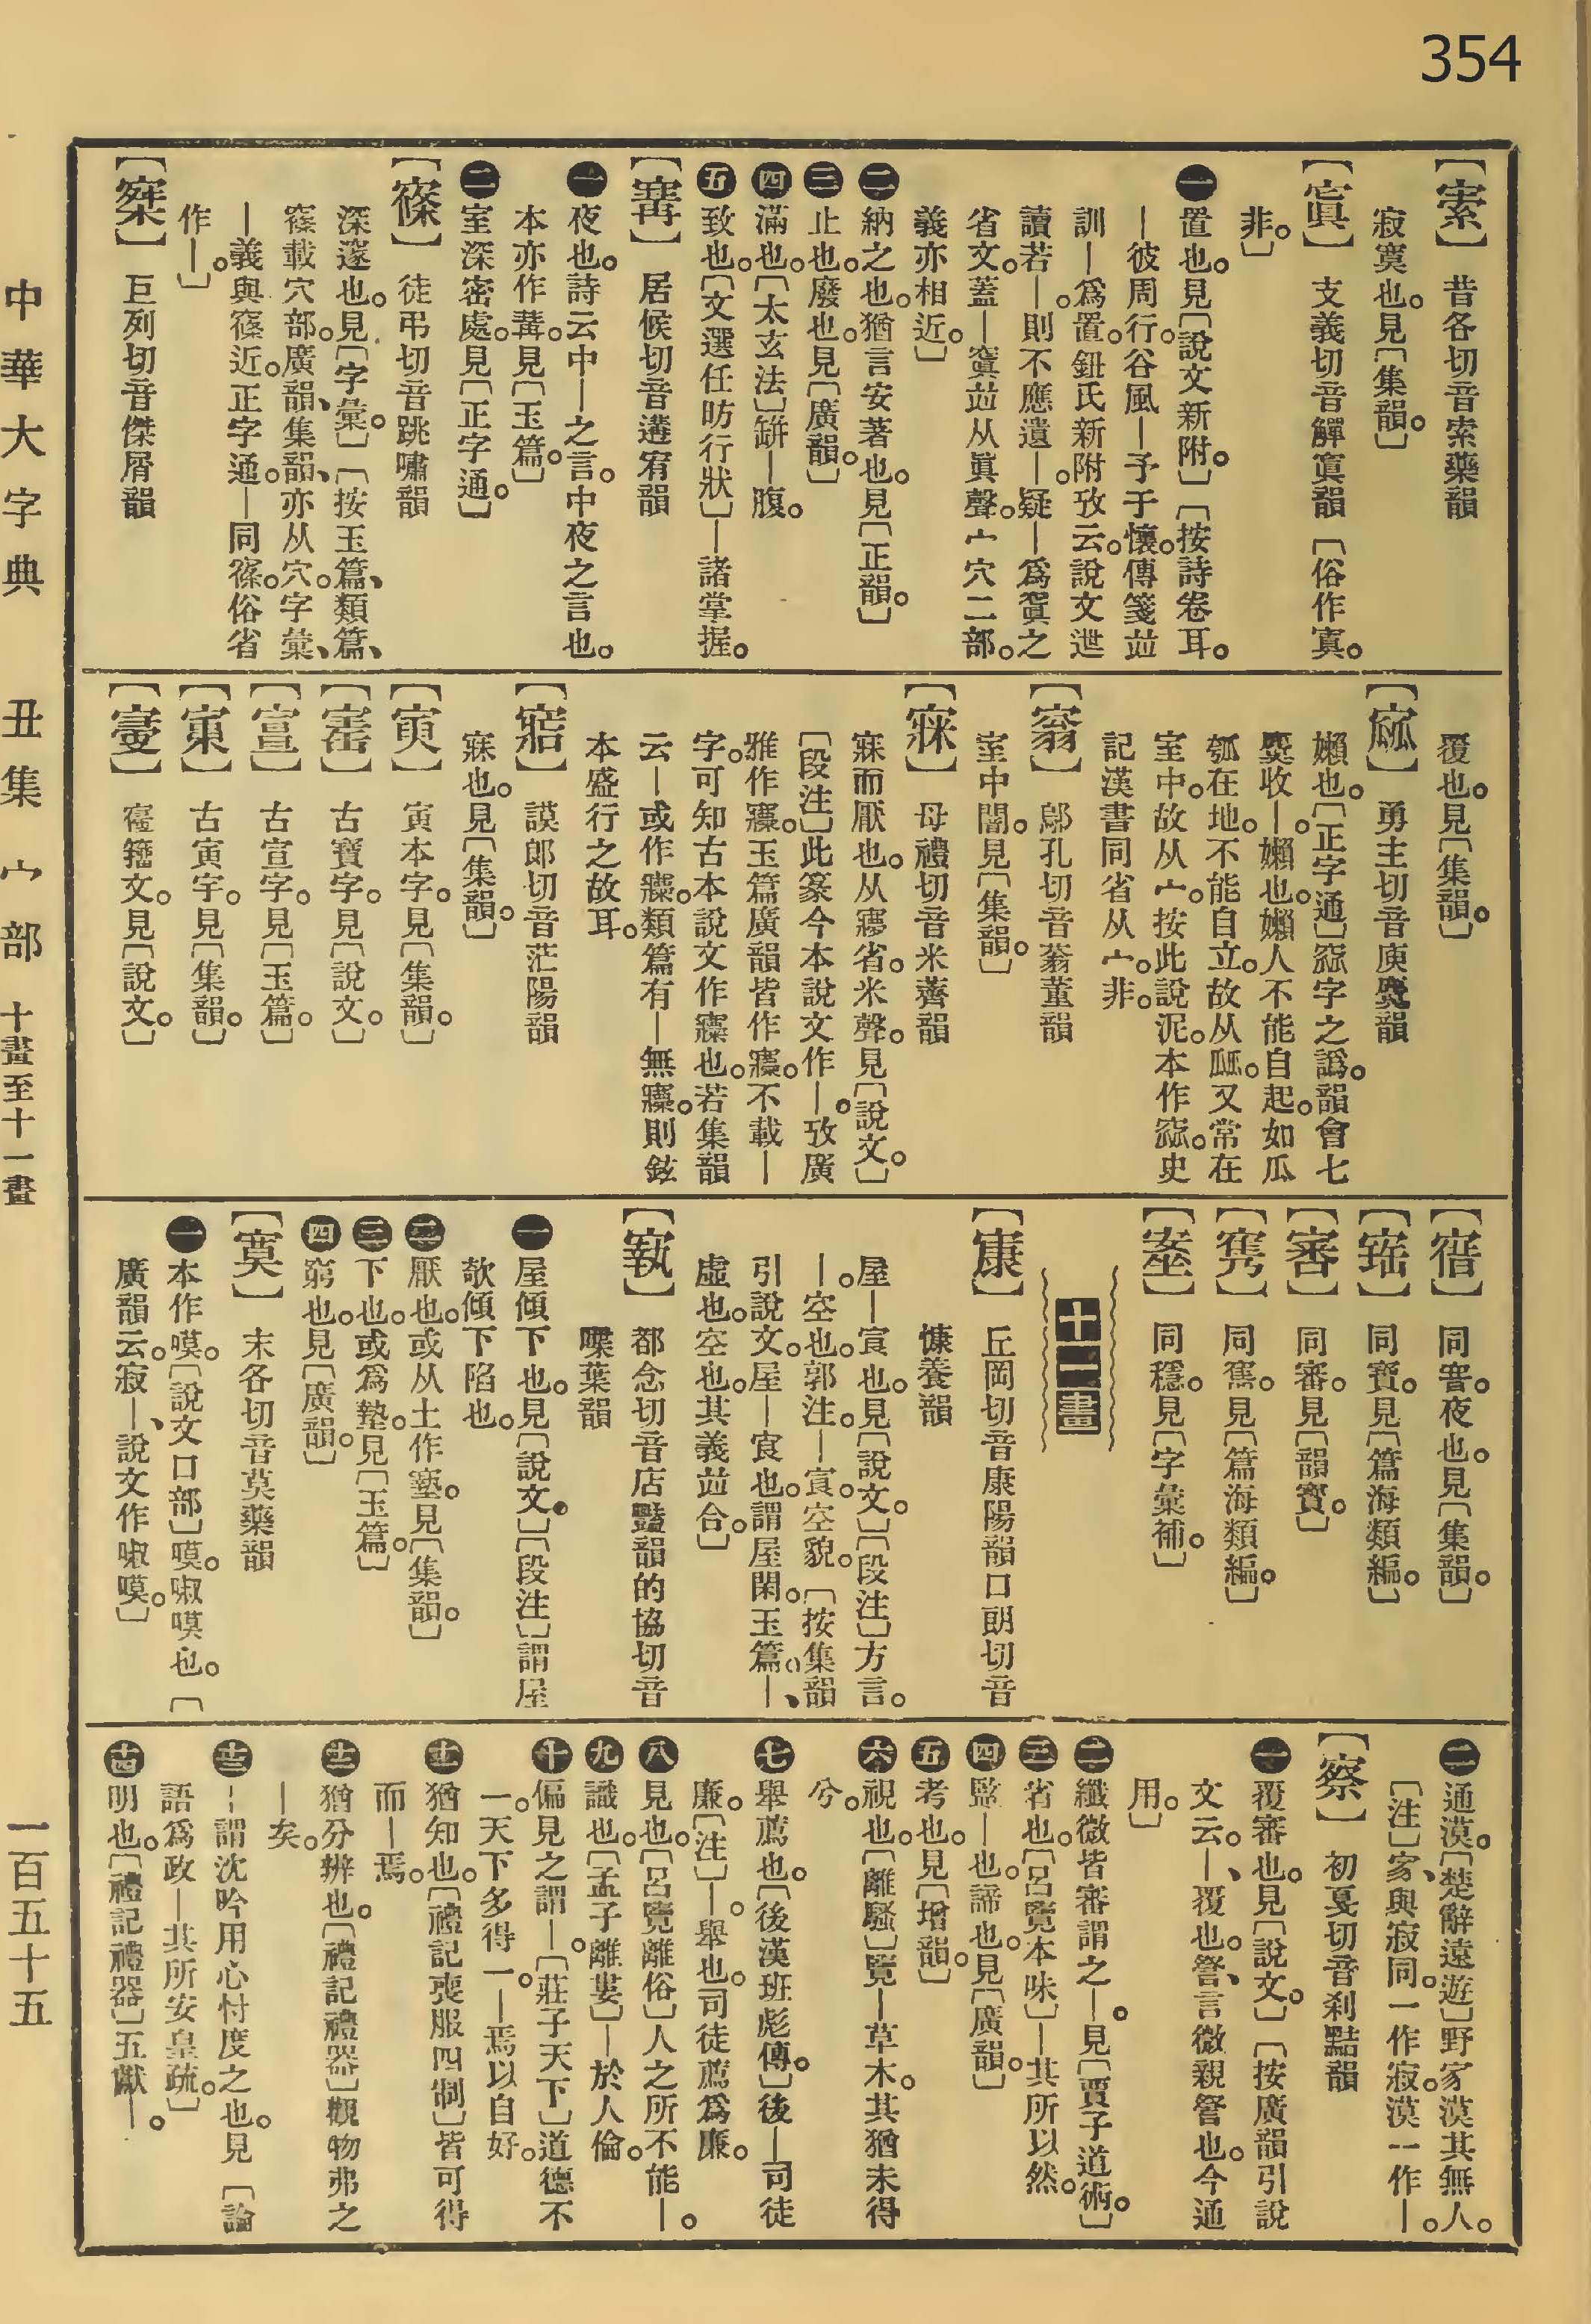 354
【𡩡】 昔各切音索藥韻
寂寞也。見〔集韻。〕
【寘】 支義切音觶寘韻〔俗作寘。
非。〕
㊀置也。見〔說文新附。〕〔按詩卷耳。
―彼周行。谷風―予于懷。傳箋竝
訓―爲置。鈕氏新附攷云。說文𨒪
讀若―。則不應遺―。疑―爲窴之
省文。蓋―窴竝从眞聲。宀穴二部。
義亦相近。〕
㊁納之也。猶言安著也。見〔正韻。〕
㊂止也。廢也。見〔廣韻。〕
㊃滿也。〔太玄法〕缾―腹。
㊄致也。〔文選任昉行狀〕―諸掌握。
【冓】 居候切音遘宥韻
㊀夜也。詩云中―之言。中夜之言也。
本亦作冓。見〔玉篇。〕
㊁室深密處。見〔正字通。〕
【㝤】 徒弔切音跳嘯韻
深邃也。見〔字彙。〕〔按玉篇、類篇、
窱載穴部。廣韻、集韻、亦从穴。字彙、
―義與窱近。正字通。―同窱。俗省
作―。〕
【㝣】 巨列切音傑屑韻
覆也。見〔集韻。〕
【㼌】 勇主切音庾麌韻
嬾也。〔正字通〕窳字之譌。韻會七
麌收―。嬾也。嬾人不能自起。如瓜
瓠在地。不能自立。故从㼌。又常在
室中。故从宀。按此說泥。本作窳。史
記漢書同省从宀。非。
【𡩾】 鄔孔切音蓊董韻
室中闇。見〔集韻。〕
【㝥】 母禮切音米薺韻
寐而厭也。从㝱省。米聲。見〔說文。〕
〔段注〕此篆今本說文作―。攷廣
雅作𡬍。玉篇廣韻皆作𡬍。不載―
字。可知古本說文作𡬍也。若集韻
云―或作𡬍。類篇有―無𡬍。則鉉
本盛行之故耳。
謨郎切音茫陽韻
寐也。見〔集韻。〕
【寅】 寅本字。見〔集韻。〕
古寶字。見〔說文。〕
古宣字。見〔玉篇。〕
古寅字。見〔集韻。〕
籀文。見〔說文。〕
同㝧。夜也。見〔集韻。〕
同寶。見〔篇海類編。〕
同審。見〔韻寶。〕
同寯。見〔篇海類編。〕
同穩。見〔字彙補。〕
十一畫
【康】 丘岡切音康陽韻口朗切音
慷養韻
屋―㝗也。見〔說文。〕〔段注〕方言。
―。空也。郭注。―㝗。空貌。〔按集韻
引說文。屋―㝗也。謂屋閑。玉篇、―、
虛也。空也。其義竝合。〕
【㝪】 都念切音店豔韻的協切音
喋葉韻
㊀屋傾下也。見〔說文。〕〔段注〕謂屋
欹傾下陷也。
㊁厭也。或从土作𡫏。見〔集韻。〕
㊂下也。或爲墊。見〔玉篇。〕
㊃窮也。見〔廣韻。〕
【寞】 末各切音莫藥韻
㊀本作嗼。〔說文口部〕嗼。啾嗼也。〔
廣韻云。寂―、說文作啾嗼。〕
㊁通漠。〔楚辭遠遊〕野寂漠其無人。
〔注〕寂、與寂同。一作寂。漠一作―。
【察】 初戛切音刹黠韻
㊀覆審也。見〔說文。〕〔按廣韻引說
文云。―、覆也。詧、言微親詧也。今通
用。〕
㊁纖微皆審謂之―。見〔賈子道術。〕
㊂省也。〔呂覽本味〕―其所以然。
㊃監―也。諦也。見〔廣韻。〕
㊄考也。見〔增韻。〕
㊅視也。〔離騷〕覽―草木。其猶未得
兮。
㊆舉薦也。〔後漢班彪傳。〕後―司徒
廉。〔注〕―。舉也。司徒薦爲廉。
㊇見也。〔呂覽離俗〕人之所不能―。
㊈識也。〔孟子離婁〕―於人倫。
㊉偏見之謂―。〔莊子天下〕道德不
一。天下多得一。―焉以自好。
⑪猶知也。〔禮記喪服四制〕皆可得
而―焉。
⑫猶分辨也。〔禮記禮器〕觀物弗之
―矣。
⑬―謂沈吟用心忖度之也。見〔論
語爲政―其所安皇疏。〕
⑭明也。〔禮記禮器〕五獻―。
中華大字典 丑集 宀部 十畫至十一畫 一百五十五